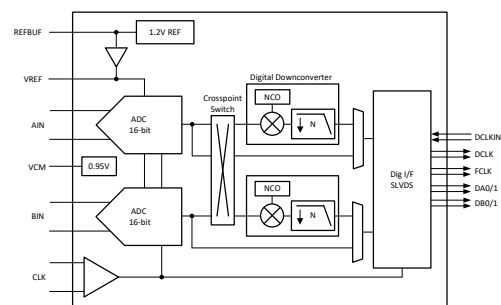 REFBUF
1.2V REF
VREF
Digital Downconverter
Crosspoint
Switch
NCO
ADC
16-bit
N
AIN
DCLKIN
DCLK
VCM
0.95V
Dig I/F
SLVDS
FCLK
NCO
DA0/1
DB0/1
ADC
16-bit
N
BIN
CLK